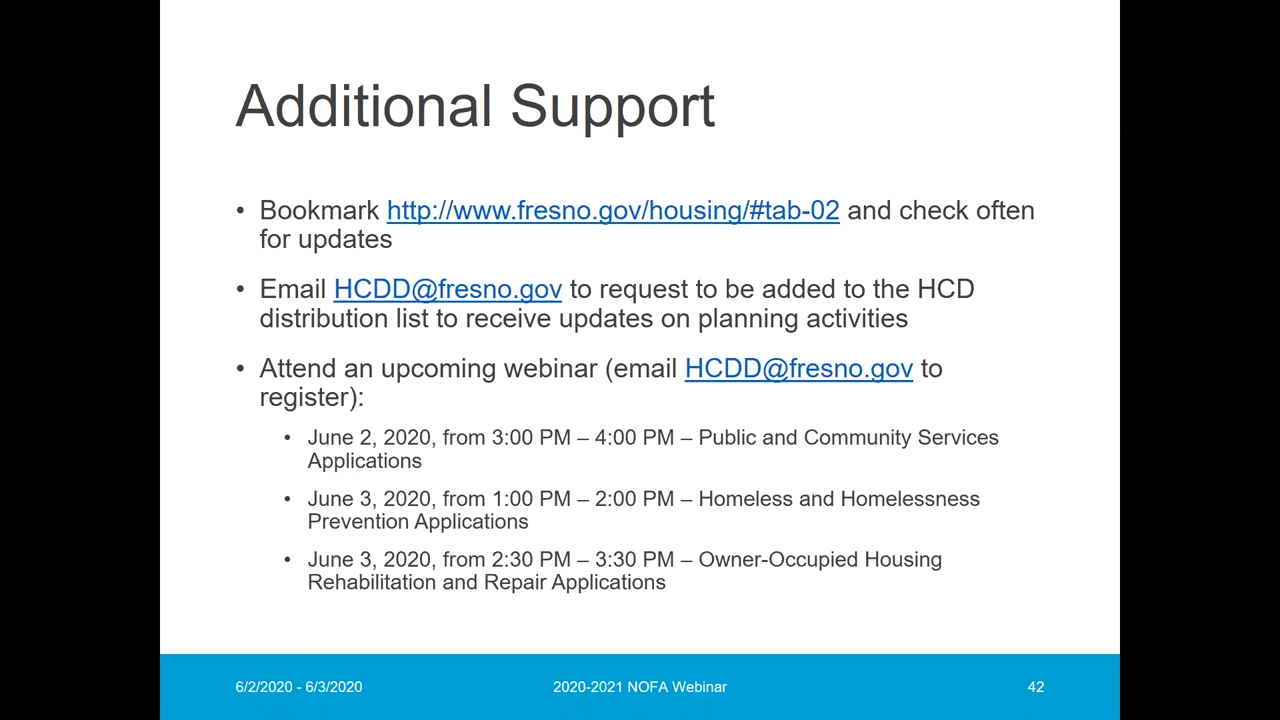 Additional Support
• Bookmark http://www.fresno.gov/housing/#tab-02 and check often
for updates
• Email HCDD@fresno.gov to request to be added to the HCD
distribution list to receive updates on planning activities
• Attend an upcoming webinar (email HCDD@fresno.gov to
register):
• June 2, 2020, from 3:00 PM – 4:00 PM – Public and Community Services
Applications
• June 3, 2020, from 1:00 PM – 2:00 PM – Homeless and Homelessness
Prevention Applications
• June 3, 2020, from 2:30 PM – 3:30 PM – Owner-Occupied Housing
Rehabilitation and Repair Applications
6/2/2020 - 6/3/2020
2020-2021 NOFA Webinar
42